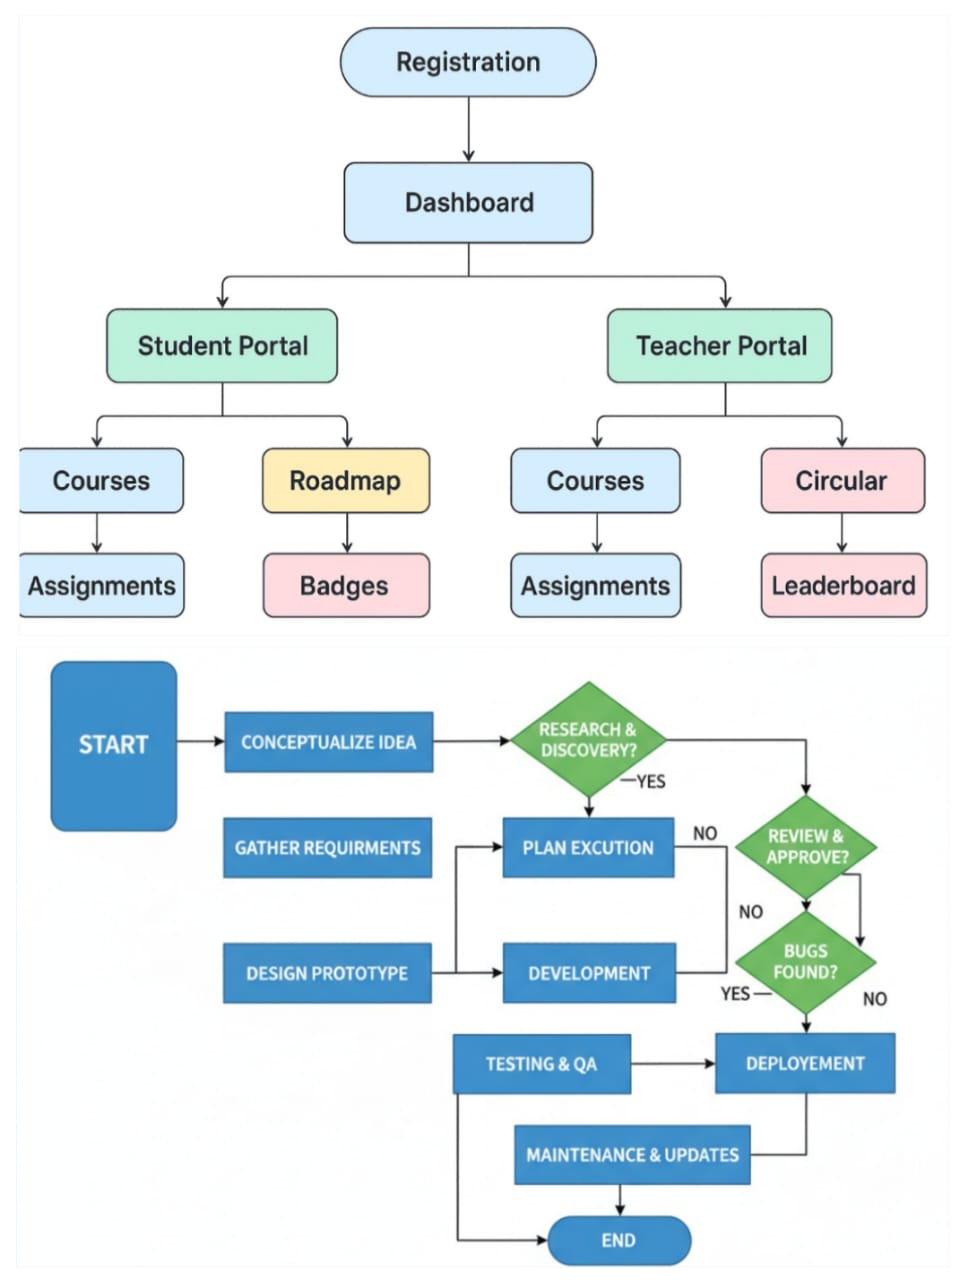 Registration
Dashboard
Student Portal
Teacher Portal
Courses
Roadmap
Courses
Circular
Assignments
Badges
Assignments
Leaderboard
START
CONCEPTUALIZE IDEA
RESEARCH &
DISCOVERY?
YES
GATHER REQUIRMENTS
PLAN EXCUTION
NO
REVIEW &
APPROVE?
NO
DESIGN PROTOTYPE
DEVELOPMENT
BUGS
FOUND?
YES
NO
TESTING & QA
DEPLOYEMENT
MAINTENANCE & UPDATES
END